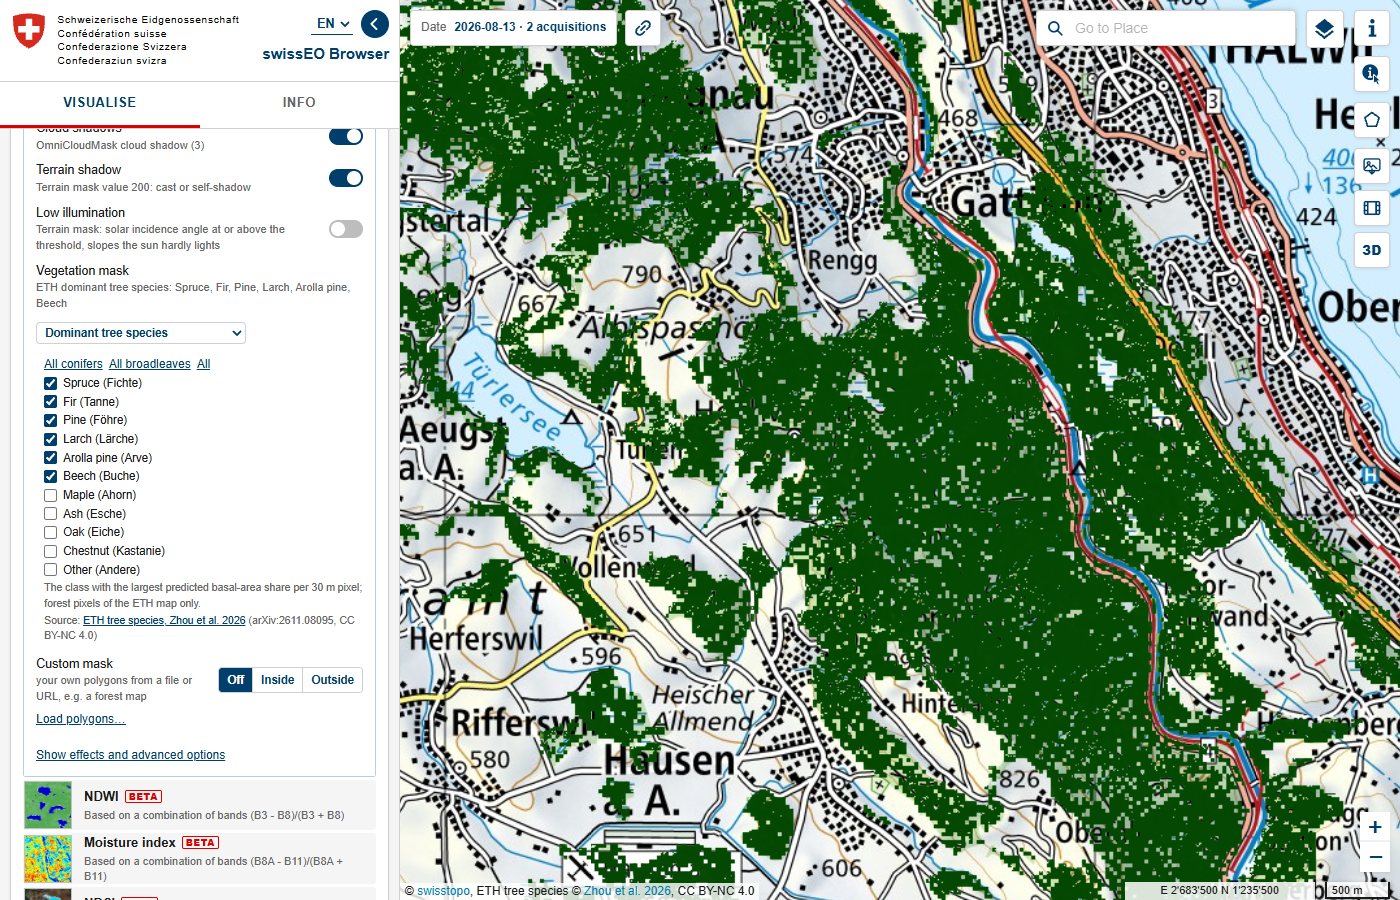 Schweizerische Eidgenossenschaft
Confédération suisse
Confederazione Svizzera
Confederaziun svizra
EN
swissEO Browser
VISUALISE
INFO
Cloud shadows
OmniCloudMask cloud shadow (3)
Terrain shadow
Terrain mask value 200: cast or self-shadow
Low illumination
Terrain mask: solar incidence angle at or above the
threshold, slopes the sun hardly lights
Vegetation mask
ETH dominant tree species: Spruce, Fir, Pine, Larch, Arolla pine,
Beech
Dominant tree species
All conifers All broadleaves All
Spruce (Fichte)
Fir (Tanne)
Pine (Föhre)
Larch (Lärche)
Arolla pine (Arve)
Beech (Buche)
Maple (Ahorn)
Ash (Esche)
Oak (Eiche)
Chestnut (Kastanie)
Other (Andere)
The class with the largest predicted basal-area share per 30 m pixel;
forest pixels of the ETH map only.
Source: ETH tree species, Zhou et al. 2026 (arXiv:2611.08095, CC
BY-NC 4.0)
Custom mask
your own polygons from a file or
URL, e.g. a forest map
Off Inside Outside
Load polygons…
Show effects and advanced options
NDWI BETA
Based on a combination of bands (B3 - B8)/(B3 + B8)
Moisture index BETA
Based on a combination of bands (B8A - B11)/(B8A +
B11)
Date 2026-08-13 · 2 acquisitions
Go to Place
3D
THALWIL
468
574
3
424
136
Rengg
790
667
Türlersee
Aeugst
a. A.
651
Herferswil
596
Heischer
Allmend
580
Hausen
a. A.
826
606
77
H
© swisstopo, ETH tree species © Zhou et al. 2026, CC BY-NC 4.0
E 2'683'500 N 1'235'500
500 m